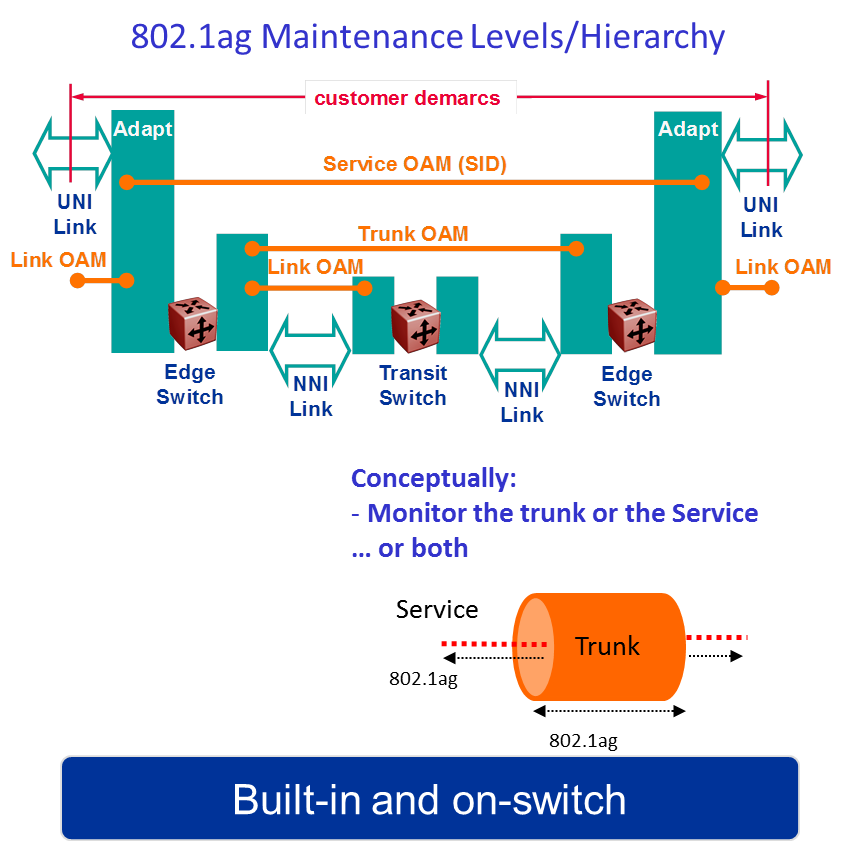 802.1ag Maintenance Levels/Hierarchy
customer demarcs
Adapt
Adapt
Service OAM (SID)
UNI
Link
UNI
Link
Trunk OAM
Link OAM
Link OAM
Link OAM
Edge
Switch
NNI
Link
Transit
Switch
NNI
Link
Edge
Switch
Conceptually:
- Monitor the trunk or the Service
... or both
Service
Trunk
802.1ag
802.1ag
Built-in and on-switch